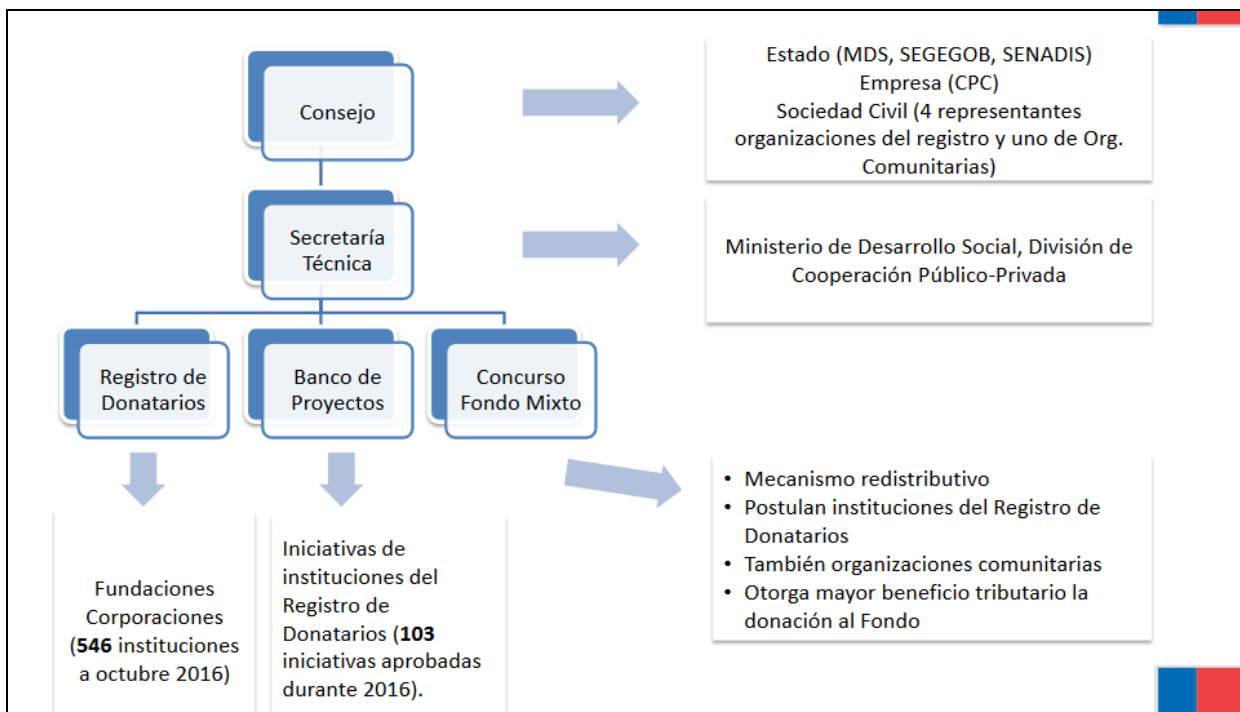 Consejo
Estado (MDS, SEGEGOB, SENADIS)
Empresa (CPC)
Sociedad Civil (4 representantes
organizaciones del registro y uno de Org.
Comunitarias)
Secretaría
Técnica
Ministerio de Desarrollo Social, División de
Cooperación Público-Privada
Registro de
Donatarios
Banco de
Proyectos
Concurso
Fondo Mixto
Fundaciones
Corporaciones
(546 instituciones
a octubre 2016)
Iniciativas de
instituciones del
Registro de
Donatarios (103
iniciativas aprobadas
durante 2016).
• Mecanismo redistributivo
• Postulan instituciones del Registro de
Donatarios
• También organizaciones comunitarias
• Otorga mayor beneficio tributario la
donación al Fondo